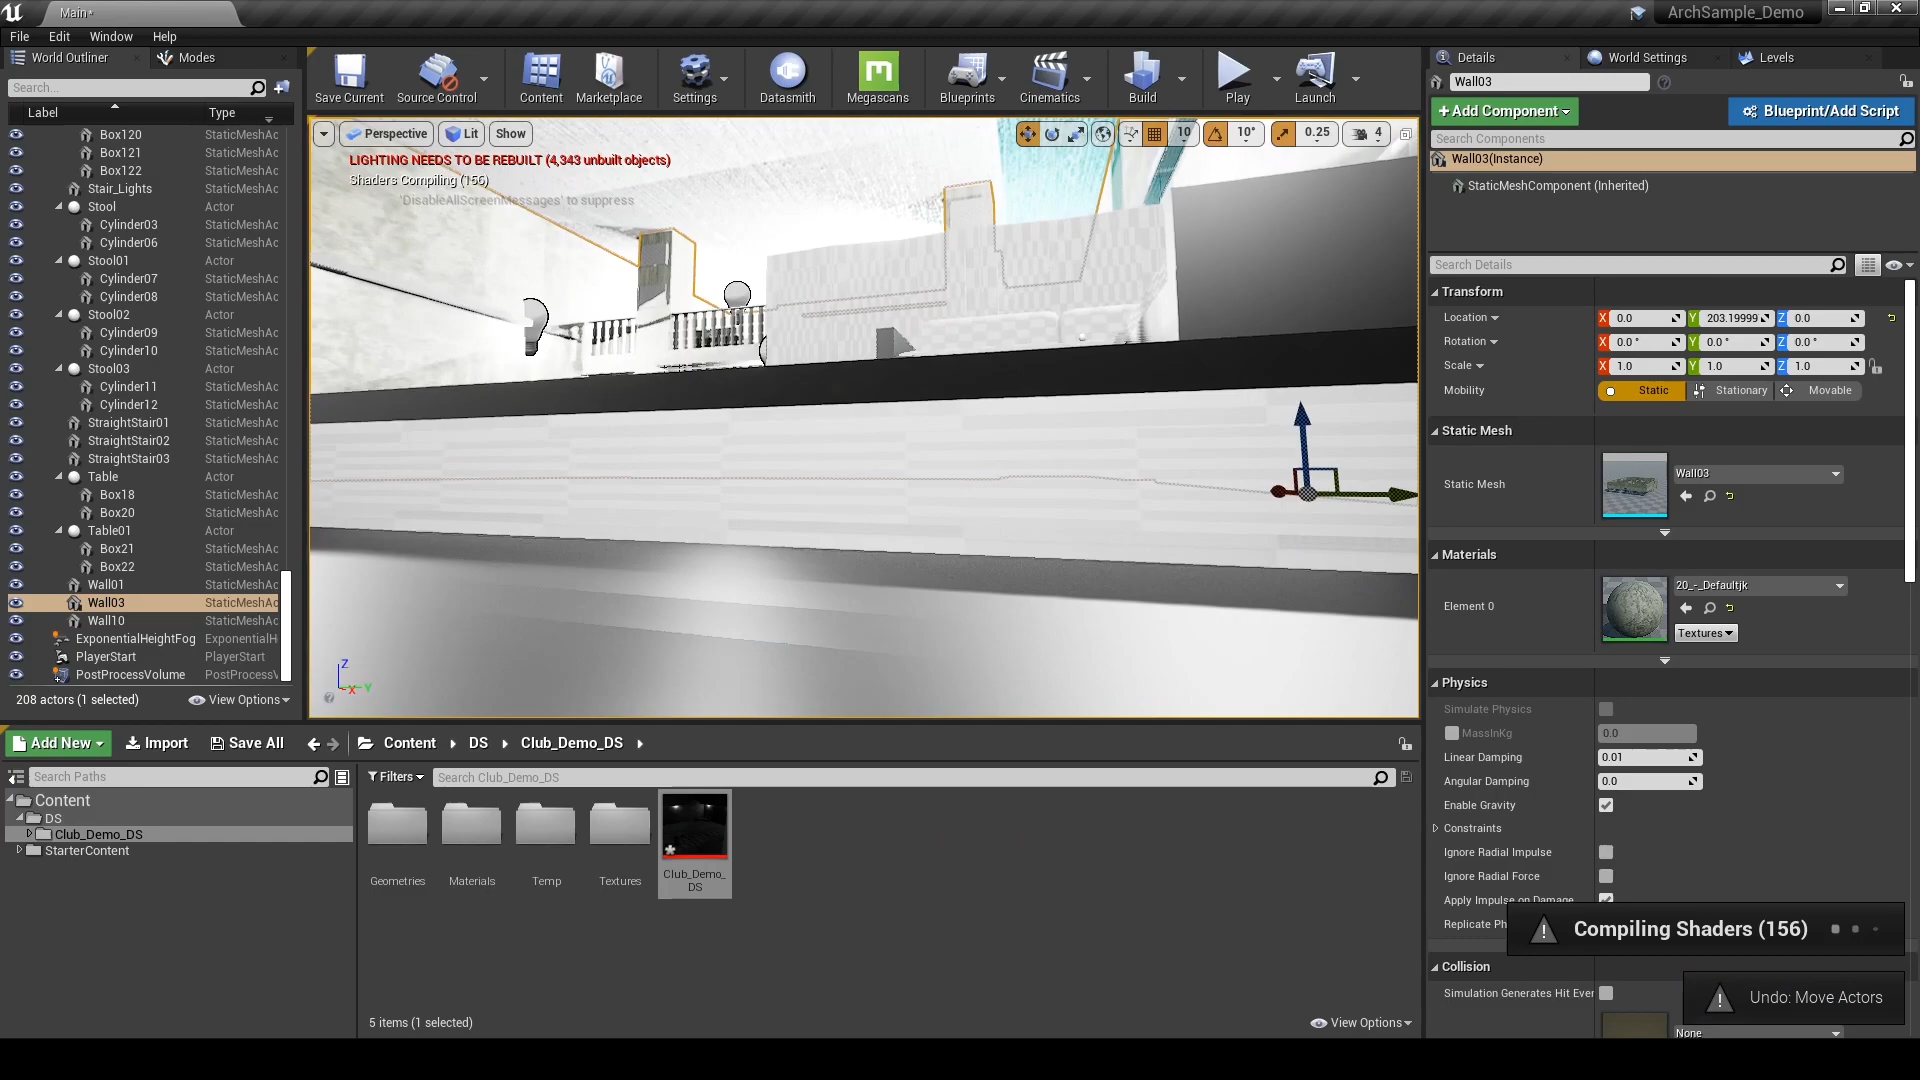 Main*
ArchSample_Demo
File
Edit
Window
Help
World Outliner
Modes
Search...
Label
Type
Box120 StaticMeshAc
Box121 StaticMeshAc
Box122 StaticMeshAc
Stair_Lights StaticMeshAc
Stool Actor
Cylinder03 StaticMeshAc
Cylinder06 StaticMeshAc
Stool01 Actor
Cylinder07 StaticMeshAc
Cylinder08 StaticMeshAc
Stool02 Actor
Cylinder09 StaticMeshAc
Cylinder10 StaticMeshAc
Stool03 Actor
Cylinder11 StaticMeshAc
Cylinder12 StaticMeshAc
StraightStair01 StaticMeshAc
StraightStair02 StaticMeshAc
StraightStair03 StaticMeshAc
Table Actor
Box18 StaticMeshAc
Box20 StaticMeshAc
Table01 Actor
Box21 StaticMeshAc
Box22 StaticMeshAc
Wall01 StaticMeshAc
Wall03 StaticMeshAc
Wall10 StaticMeshAc
ExponentialHeightFog ExponentialH
PlayerStart PlayerStart
PostProcessVolume PostProcessV
208 actors (1 selected)
View Options
Save Current
Source Control
Content
Marketplace
Settings
Datasmith
Megascans
Blueprints
Cinematics
Build
Play
Launch
Perspective
Lit
Show
10
10°
0.25
4
LIGHTING NEEDS TO BE REBUILT (4,343 unbuilt objects)
Shaders Compiling (156)
'DisableAllScreenMessages' to suppress
Z
X
Y
Add New
Import
Save All
Content
DS
Club_Demo_DS
Search Paths
Filters
Search Club_Demo_DS
Content
DS
Club_Demo_DS
StarterContent
Geometries
Materials
Temp
Textures
Club_Demo_
DS
5 items (1 selected)
View Options
Details
World Settings
Levels
Wall03
+Add Component
Blueprint/Add Script
Search Components
Wall03(Instance)
StaticMeshComponent (Inherited)
Search Details
Transform
Location X 0.0 Y 203.19999 Z 0.0
Rotation X 0.0 ° Y 0.0 ° Z 0.0 °
Scale X 1.0 Y 1.0 Z 1.0
Mobility Static Stationary Movable
Static Mesh
Static Mesh
Wall03
Materials
Element 0
20_-_Defaultjk
Textures
Physics
Simulate Physics
MassInKg 0.0
Linear Damping 0.01
Angular Damping 0.0
Enable Gravity
Constraints
Ignore Radial Impulse
Ignore Radial Force
Apply Impulse on Damage
Replicate Ph
Compiling Shaders (156)
Collision
Simulation Generates Hit Ever
Undo: Move Actors
None